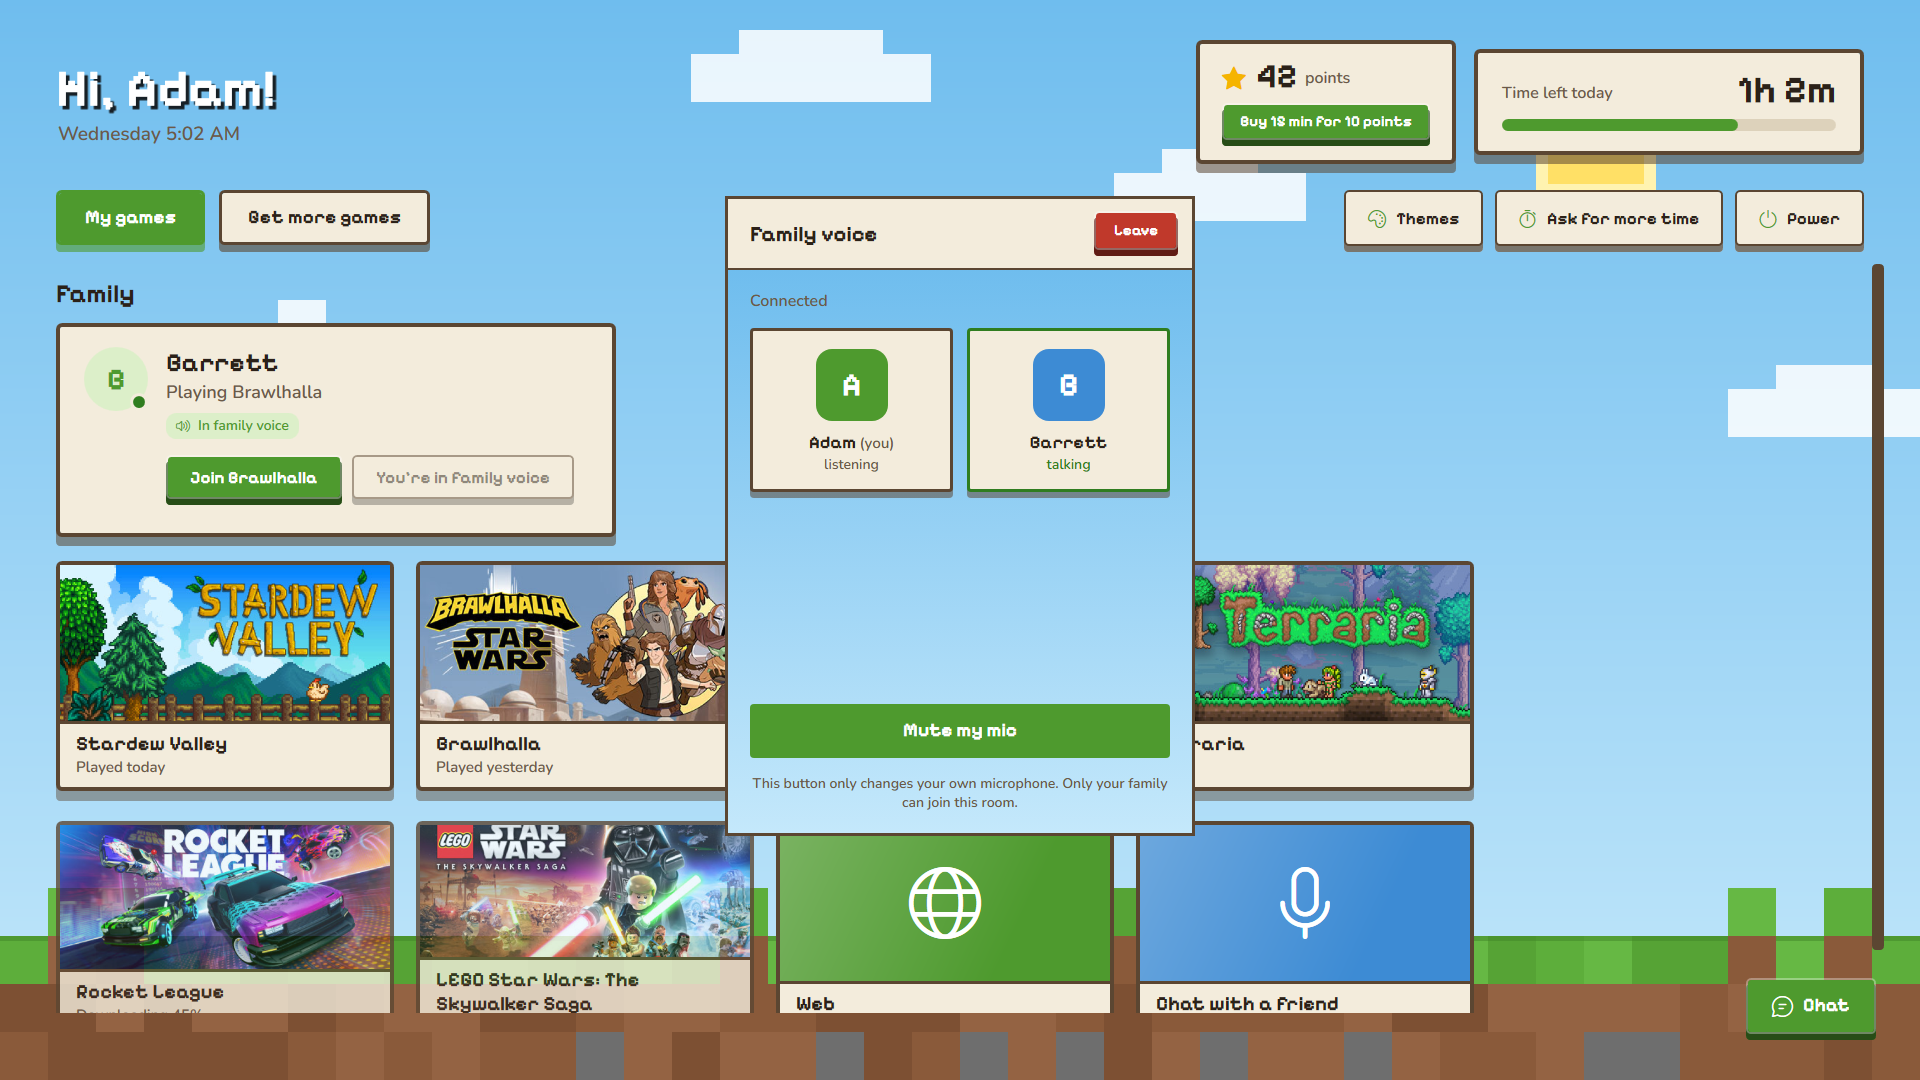 Hi, Adam!
Wednesday 5:02 AM
42 points
Buy 12 min for 10 points
Time left today
1h 2m
My games
Get more games
Themes
Ask for more time
Power
Family
B
Barrett
Playing Brawlhalla
In family voice
Join Brawlhalla
You're in family voice
Family voice
Leave
Connected
A
Adam (you)
listening
B
Barrett
talking
Mute my mic
This button only changes your own microphone. Only your family
can join this room.
STARDEW
VALLEY
Stardew Valley
Played today
BRAWLHALLA
STAR
WARS
Brawlhalla
Played yesterday
Terraria
raria
ROCKET
LEAGUE
Rocket League
LEGO
STAR
WARS
THE SKYWALKER SAGA
LEGO Star Wars: The
Skywalker Saga
Web
Chat with a friend
Chat